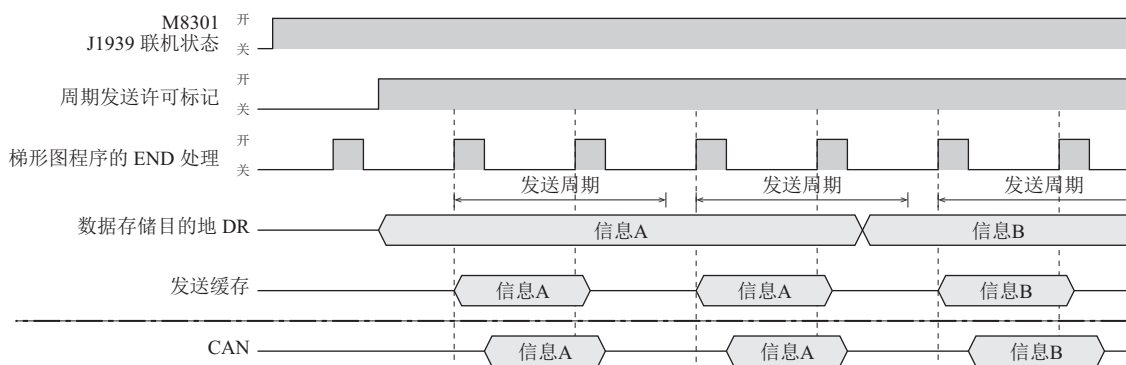 M8301 开
J1939 联机状态 关
开
周期发送许可标记 关
开
梯形图程序的 END 处理 关
发送周期 发送周期 发送周期
数据存储目的地 DR 信息A 信息B
发送缓存 信息A 信息A 信息B
CAN 信息A 信息A 信息B